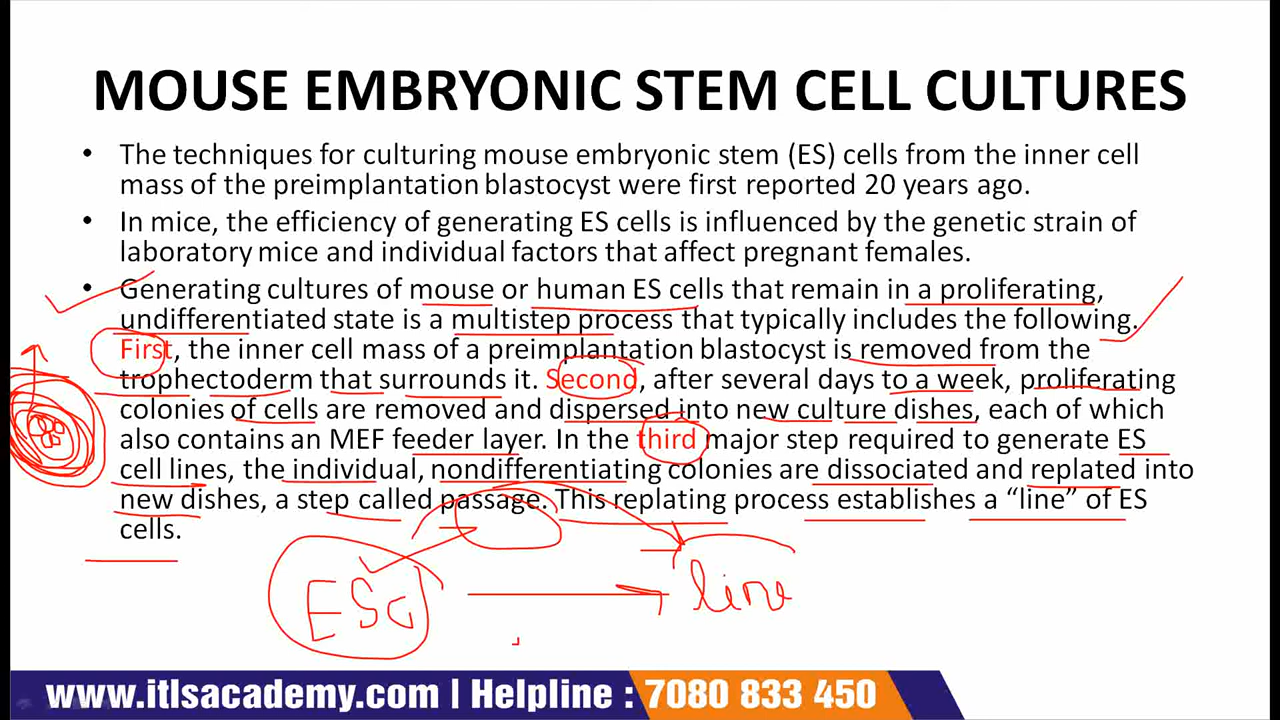 MOUSE EMBRYONIC STEM CELL CULTURES
• The techniques for culturing mouse embryonic stem (ES) cells from the inner cell
mass of the preimplantation blastocyst were first reported 20 years ago.
• In mice, the efficiency of generating ES cells is influenced by the genetic strain of
laboratory mice and individual factors that affect pregnant females.
• Generating cultures of mouse or human ES cells that remain in a proliferating,
undifferentiated state is a multistep process that typically includes the following.
First, the inner cell mass of a preimplantation blastocyst is removed from the
trophectoderm that surrounds it. Second, after several days to a week, proliferating
colonies of cells are removed and dispersed into new culture dishes, each of which
also contains an MEF feeder layer. In the third major step required to generate ES
cell lines, the individual, nondifferentiating colonies are dissociated and replated into
new dishes, a step called passage. This replating process establishes a “line” of ES
cells.
ESC line
www.itlsacademy.com | Helpline : 7080 833 450